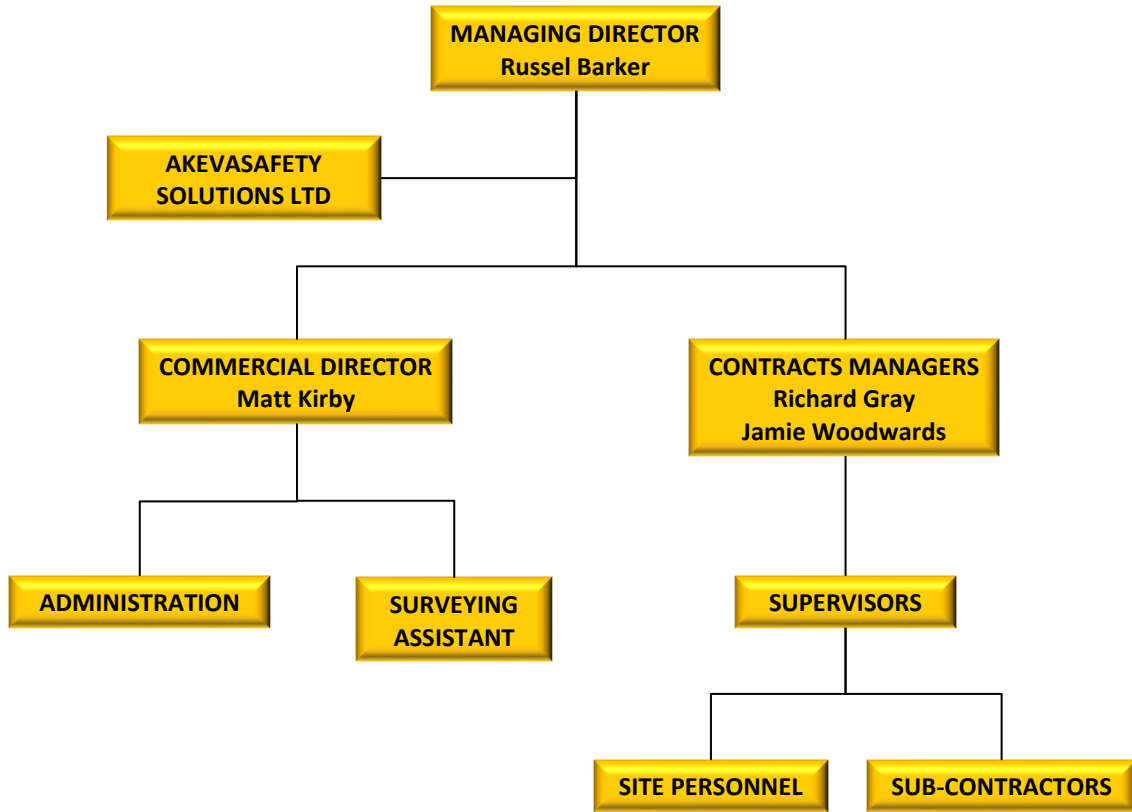 MANAGING DIRECTOR
Russel Barker
AKEVASAFETY
SOLUTIONS LTD
COMMERCIAL DIRECTOR
Matt Kirby
CONTRACTS MANAGERS
Richard Gray
Jamie Woodwards
ADMINISTRATION
SURVEYING
ASSISTANT
SUPERVISORS
SITE PERSONNEL
SUB-CONTRACTORS